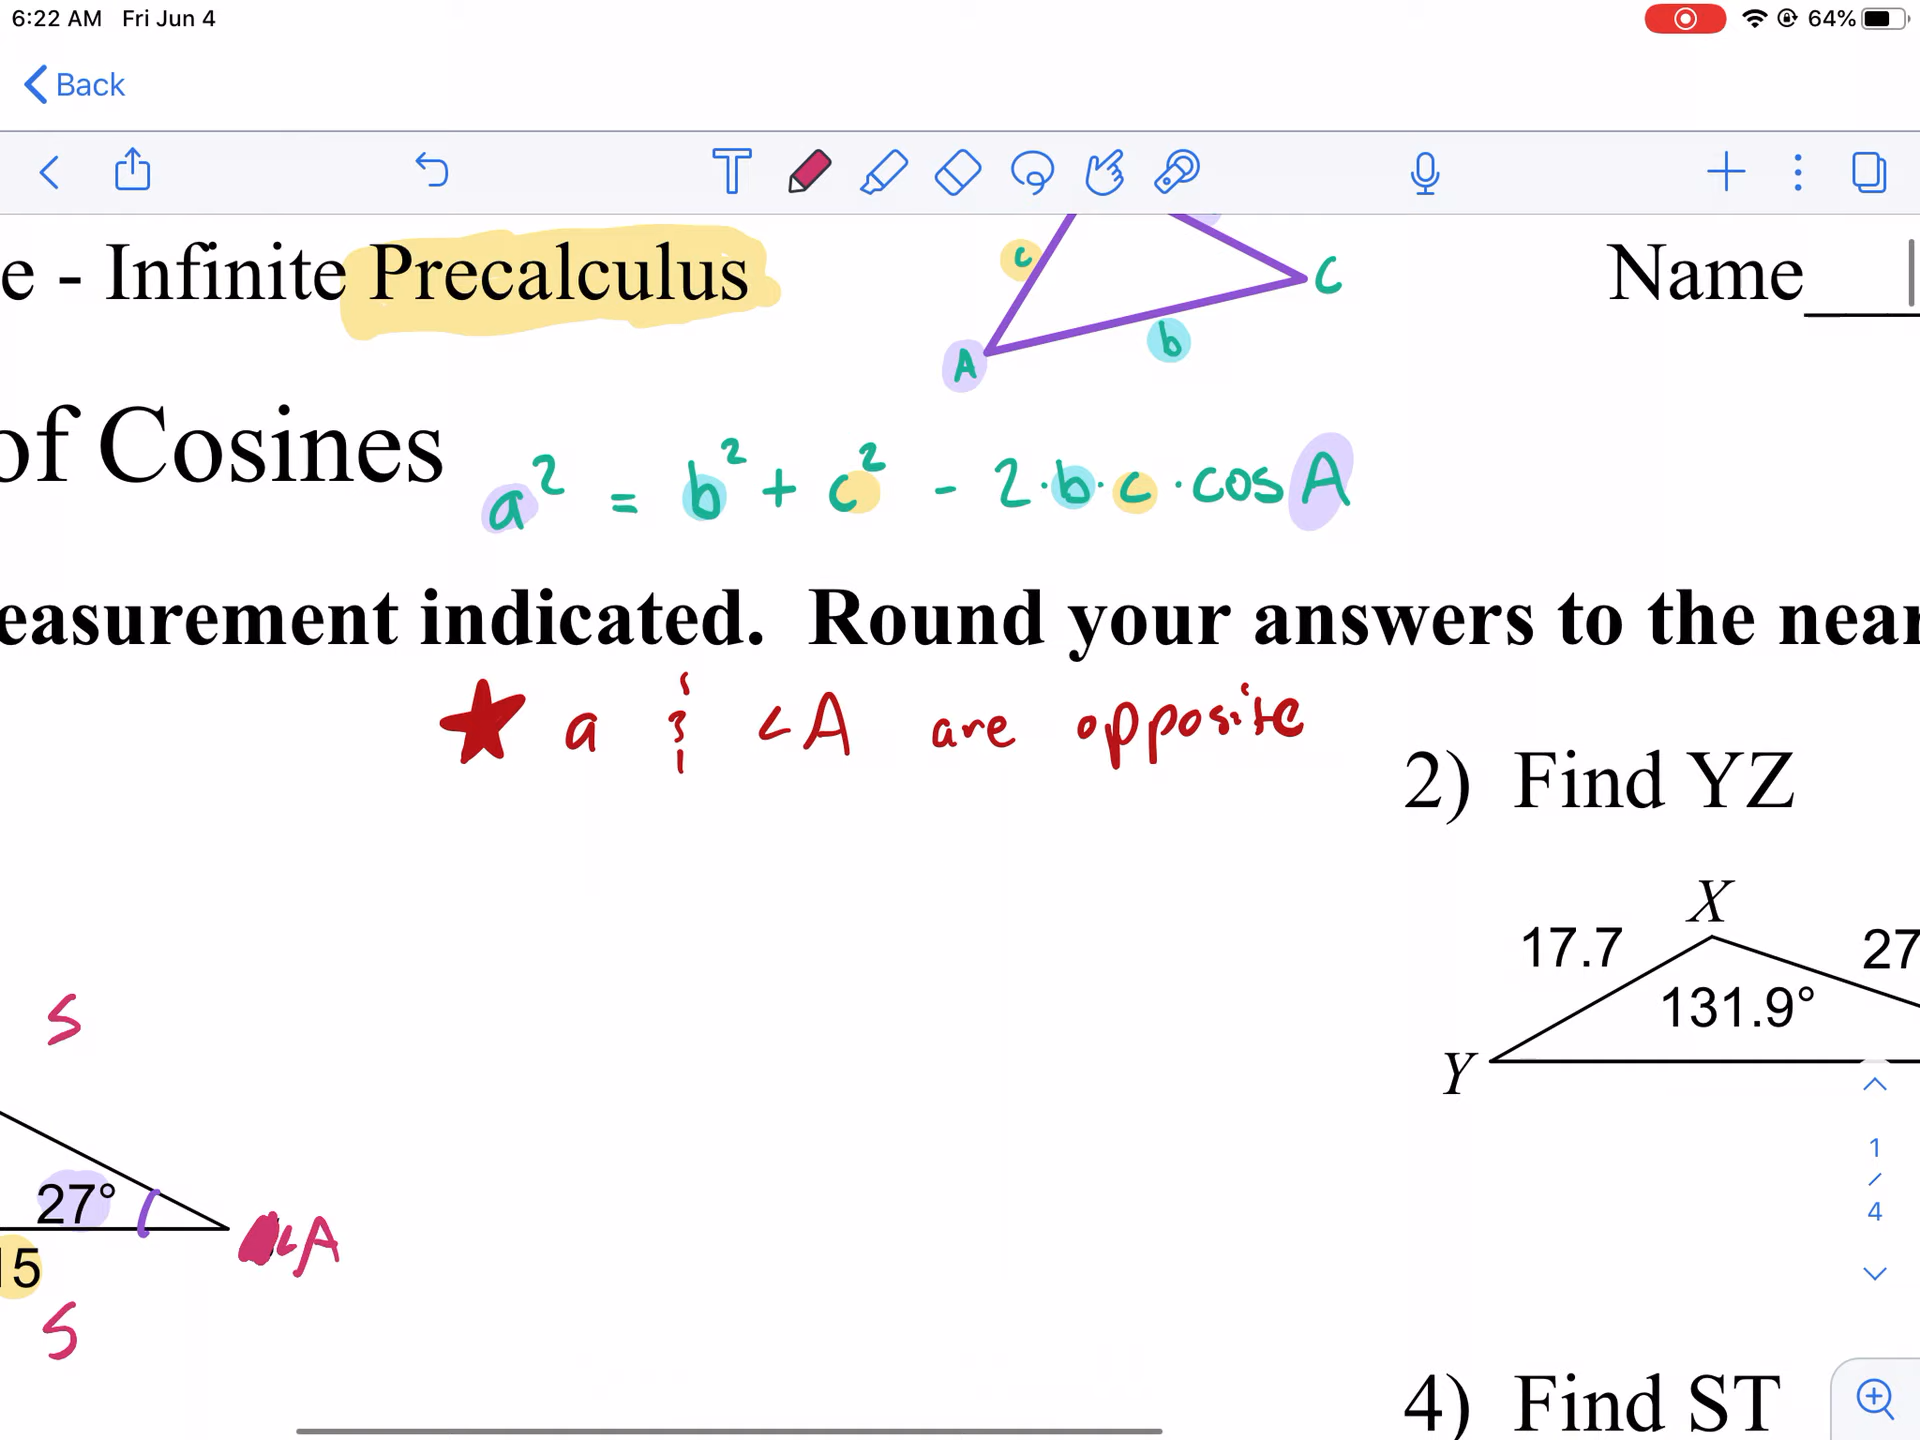 6:22 AM Fri Jun 4 64%
Back
T
e - Infinite Precalculus Name
c
C
b
A
of Cosines a² = b² + c² - 2·b·c·cosA
easurement indicated. Round your answers to the near
a & <A are opposite
2) Find YZ
X
17.7 27
131.9°
Y
S
27°
<A
15
S
1
/
4
4) Find ST